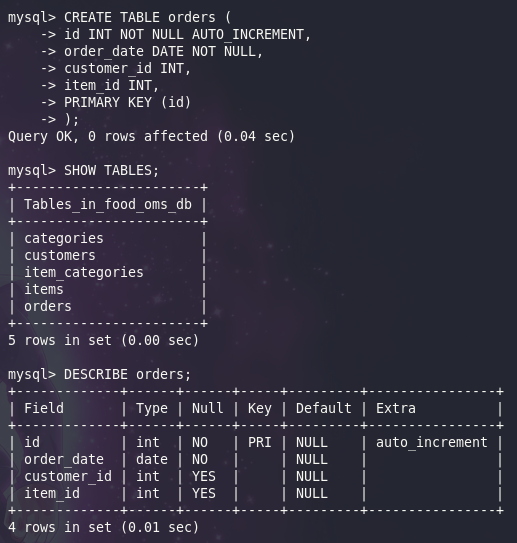 mysql> CREATE TABLE orders (
    -> id INT NOT NULL AUTO_INCREMENT,
    -> order_date DATE NOT NULL,
    -> customer_id INT,
    -> item_id INT,
    -> PRIMARY KEY (id)
    -> );
Query OK, 0 rows affected (0.04 sec)

mysql> SHOW TABLES;
+-----------------------+
| Tables_in_food_oms_db |
+-----------------------+
| categories            |
| customers             |
| item_categories       |
| items                 |
| orders                |
+-----------------------+
5 rows in set (0.00 sec)

mysql> DESCRIBE orders;
+-------------+------+------+-----+---------+----------------+
| Field       | Type | Null | Key | Default | Extra          |
+-------------+------+------+-----+---------+----------------+
| id          | int  | NO   | PRI | NULL    | auto_increment |
| order_date  | date | NO   |     | NULL    |                |
| customer_id | int  | YES  |     | NULL    |                |
| item_id     | int  | YES  |     | NULL    |                |
+-------------+------+------+-----+---------+----------------+
4 rows in set (0.01 sec)